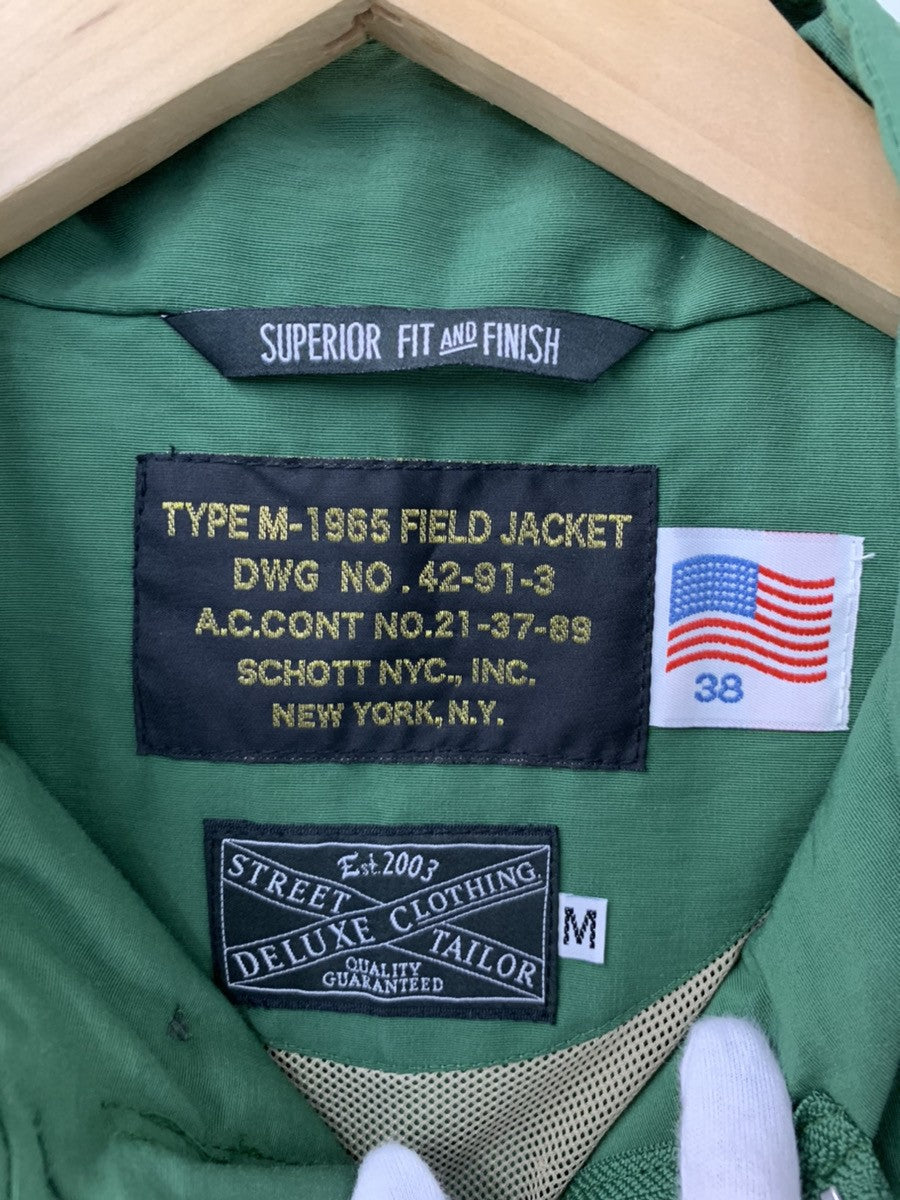 SUPERIOR FIT AND FINISH
TYPE M-1965 FIELD JACKET
DWG NO. 42-91-3
A.C.CONT NO.21-37-89
SCHOTT NYC., INC.
NEW YORK, N.Y.
38
Est. 2003
STREET TAILOR
DELUXE CLOTHING
QUALITY
GUARANTEED
M